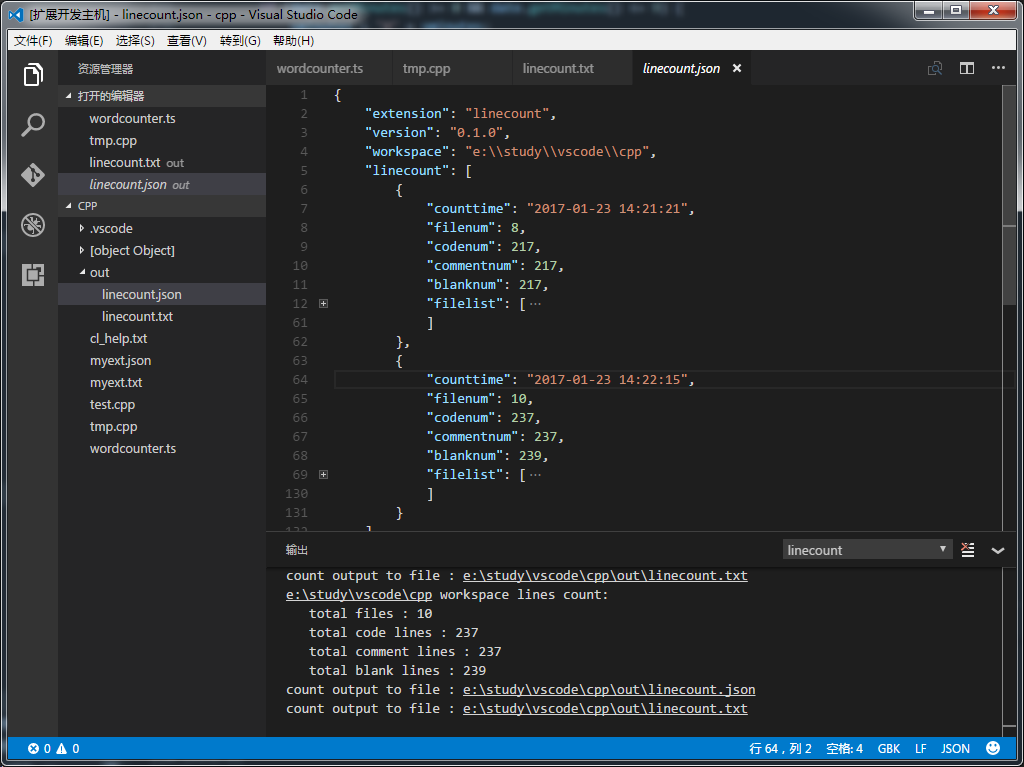 [扩展开发主机] - linecount.json - cpp - Visual Studio Code
文件(F) 编辑(E) 选择(S) 查看(V) 转到(G) 帮助(H)
资源管理器
打开的编辑器
wordcounter.ts
tmp.cpp
linecount.txt out
linecount.json out
CPP
.vscode
[object Object]
out
linecount.json
linecount.txt
cl_help.txt
myext.json
myext.txt
test.cpp
tmp.cpp
wordcounter.ts
wordcounter.ts tmp.cpp linecount.txt linecount.json
1 {
2 "extension": "linecount",
3 "version": "0.1.0",
4 "workspace": "e:\\study\\vscode\\cpp",
5 "linecount": [
6 {
7 "counttime": "2017-01-23 14:21:21",
8 "filenum": 8,
9 "codenum": 217,
10 "commentnum": 217,
11 "blanknum": 217,
12 "filelist": [ ···
61 ]
62 },
63 {
64 "counttime": "2017-01-23 14:22:15",
65 "filenum": 10,
66 "codenum": 237,
67 "commentnum": 237,
68 "blanknum": 239,
69 "filelist": [ ···
130 ]
131 }
132 ]
输出
linecount
count output to file : e:\study\vscode\cpp\out\linecount.txt
e:\study\vscode\cpp workspace lines count:
total files : 10
total code lines : 237
total comment lines : 237
total blank lines : 239
count output to file : e:\study\vscode\cpp\out\linecount.json
count output to file : e:\study\vscode\cpp\out\linecount.txt
0 0 行 64，列 2 空格: 4 GBK LF JSON